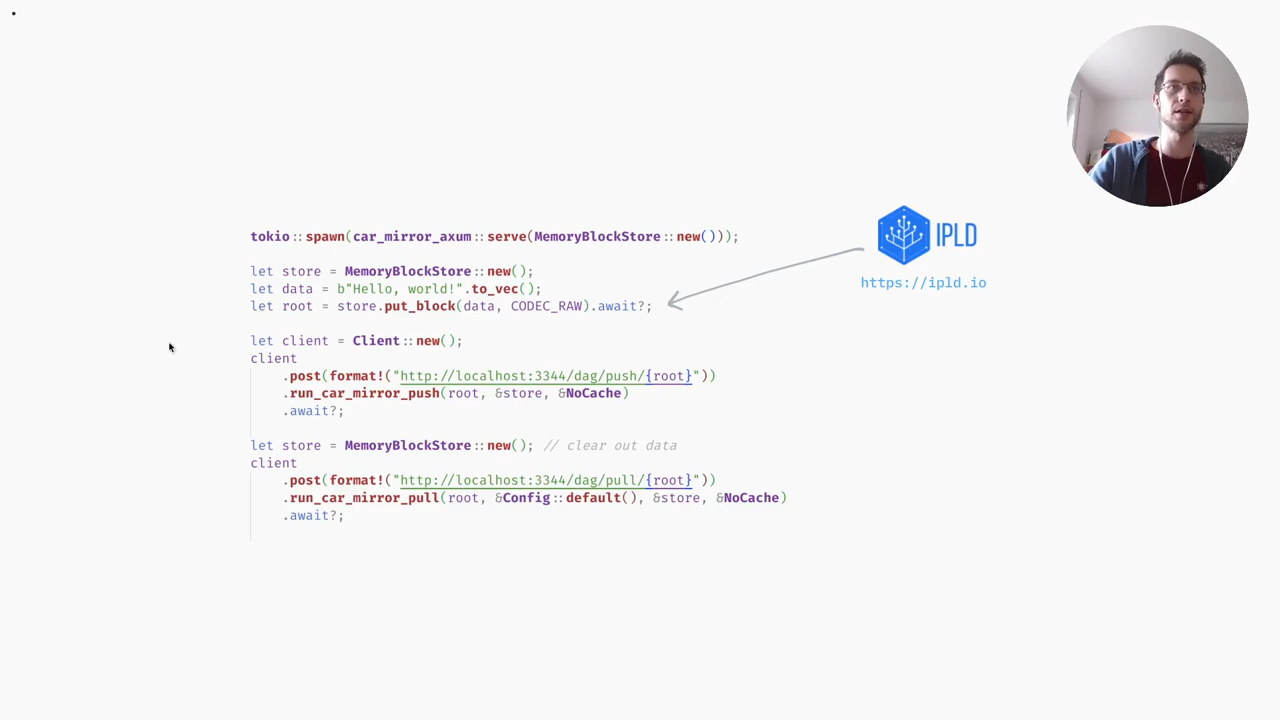 tokio::spawn(car_mirror_axum::serve(MemoryBlockStore::new()));
let store = MemoryBlockStore::new();
let data = b"Hello, world!".to_vec();
let root = store.put_block(data, CODEC_RAW).await?;
let client = Client::new();
client
.post(format!("http://localhost:3344/dag/push/{root}"))
.run_car_mirror_push(root, &store, &NoCache)
.await?;
let store = MemoryBlockStore::new(); // clear out data
client
.post(format!("http://localhost:3344/dag/pull/{root}"))
.run_car_mirror_pull(root, &Config::default(), &store, &NoCache)
.await?;
IPLD
https://ipld.io